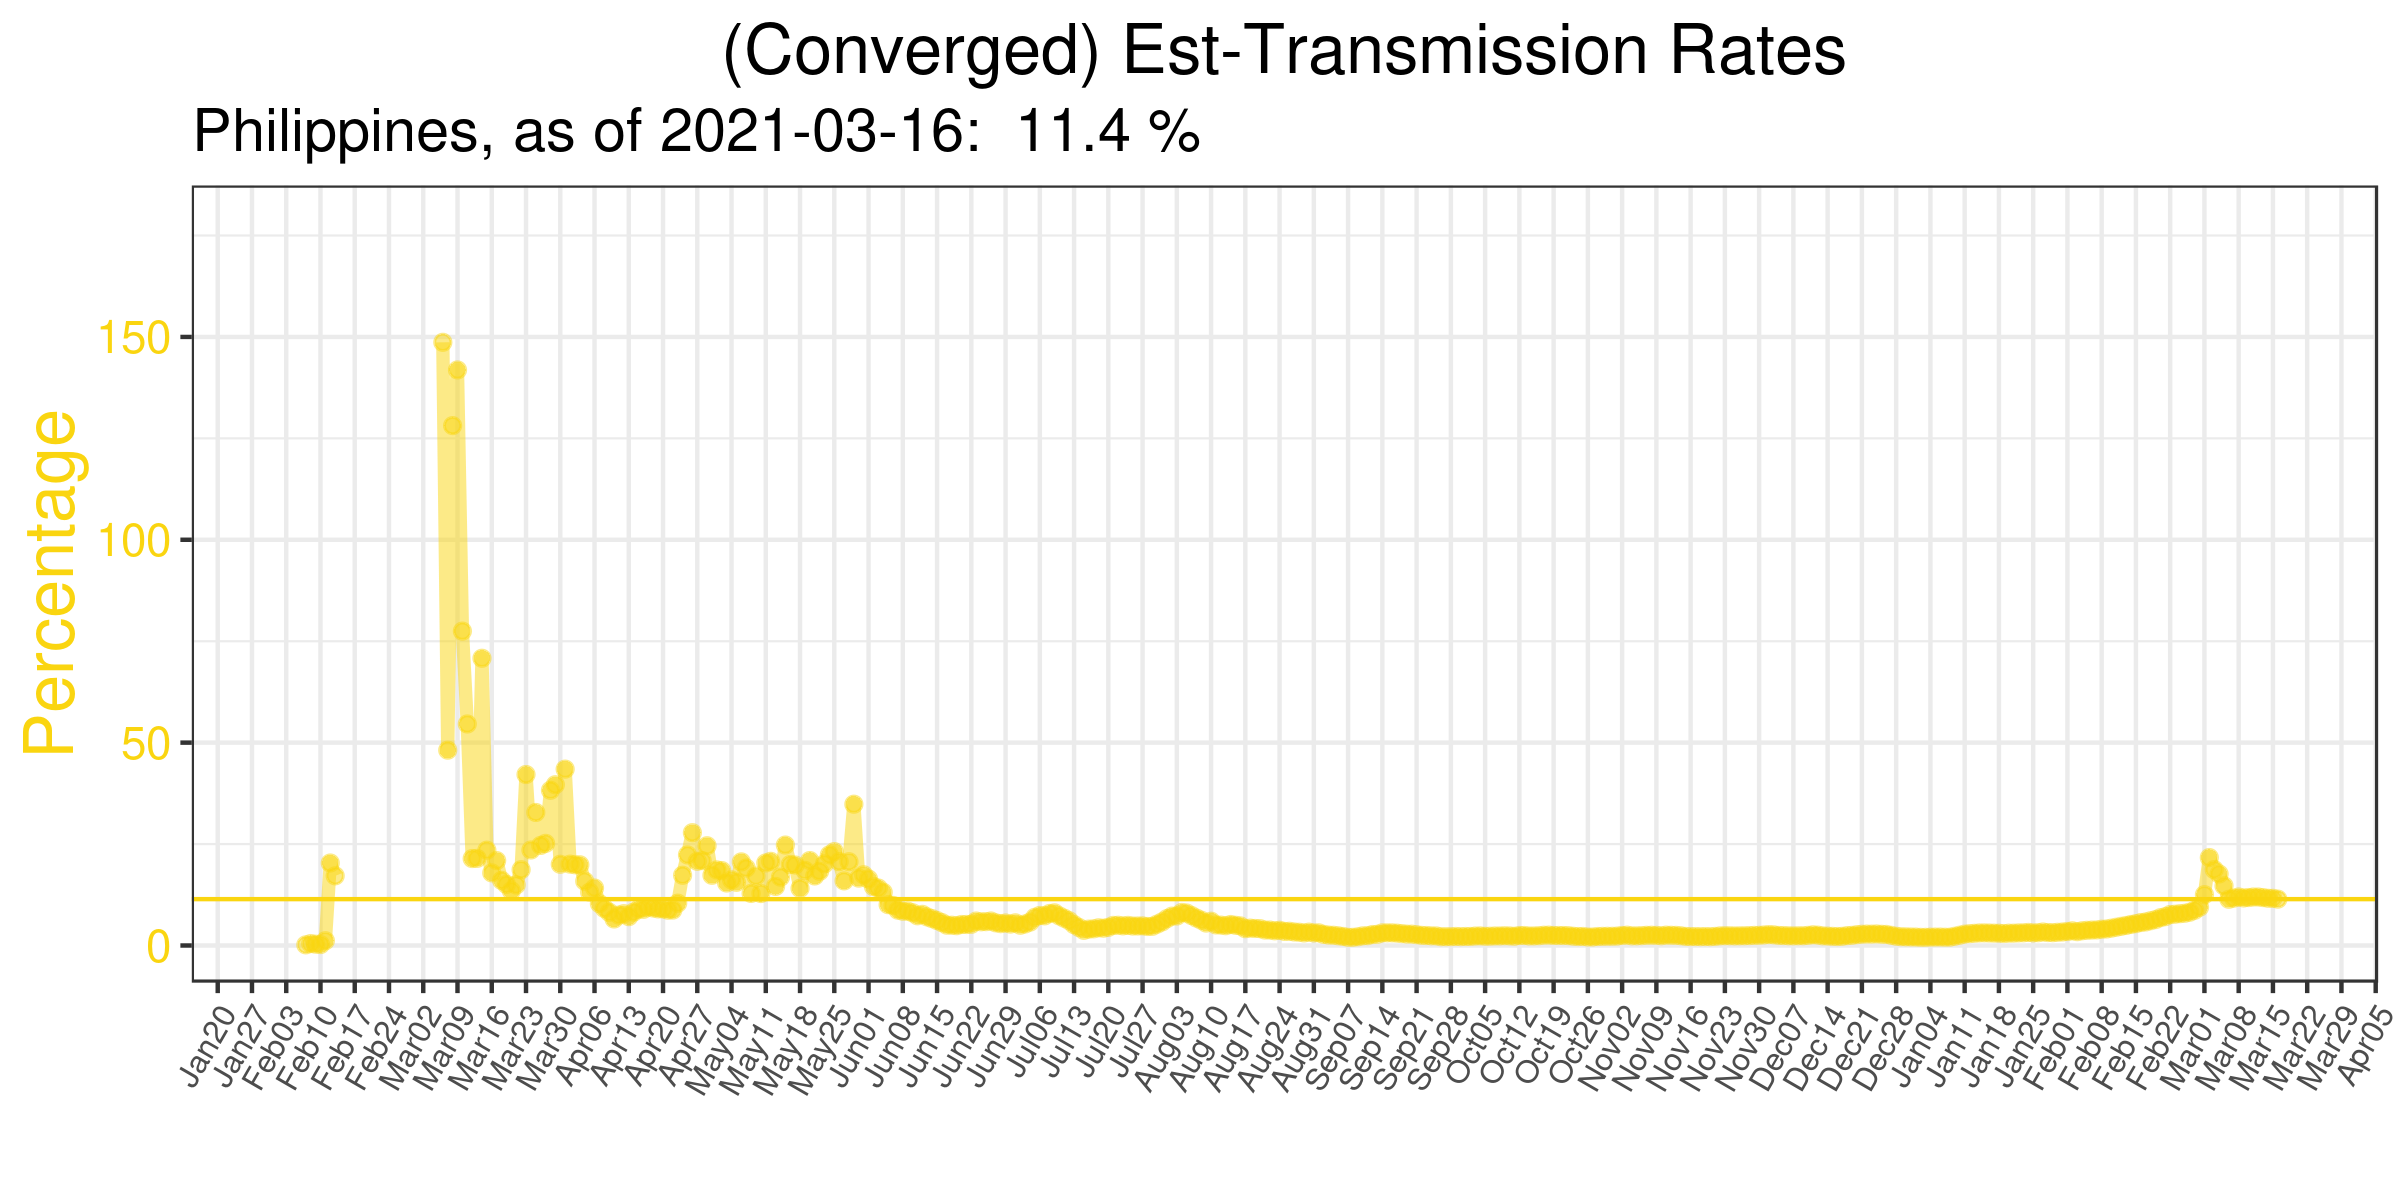 (Converged) Est-Transmission Rates
Philippines, as of 2021-03-16:  11.4 %
Percentage
150
100
50
0
Jan20
Jan27
Feb03
Feb10
Feb17
Feb24
Mar02
Mar09
Mar16
Mar23
Mar30
Apr06
Apr13
Apr20
Apr27
May04
May11
May18
May25
Jun01
Jun08
Jun15
Jun22
Jun29
Jul06
Jul13
Jul20
Jul27
Aug03
Aug10
Aug17
Aug24
Aug31
Sep07
Sep14
Sep21
Sep28
Oct05
Oct12
Oct19
Oct26
Nov02
Nov09
Nov16
Nov23
Nov30
Nov07
Dec14
Dec21
Dec28
Dec04
Jan11
Jan18
Jan25
Jan25
Feb01
Feb08
Feb15
Feb22
Mar01
Mar08
Mar15
Mar22
Mar29
Apr05